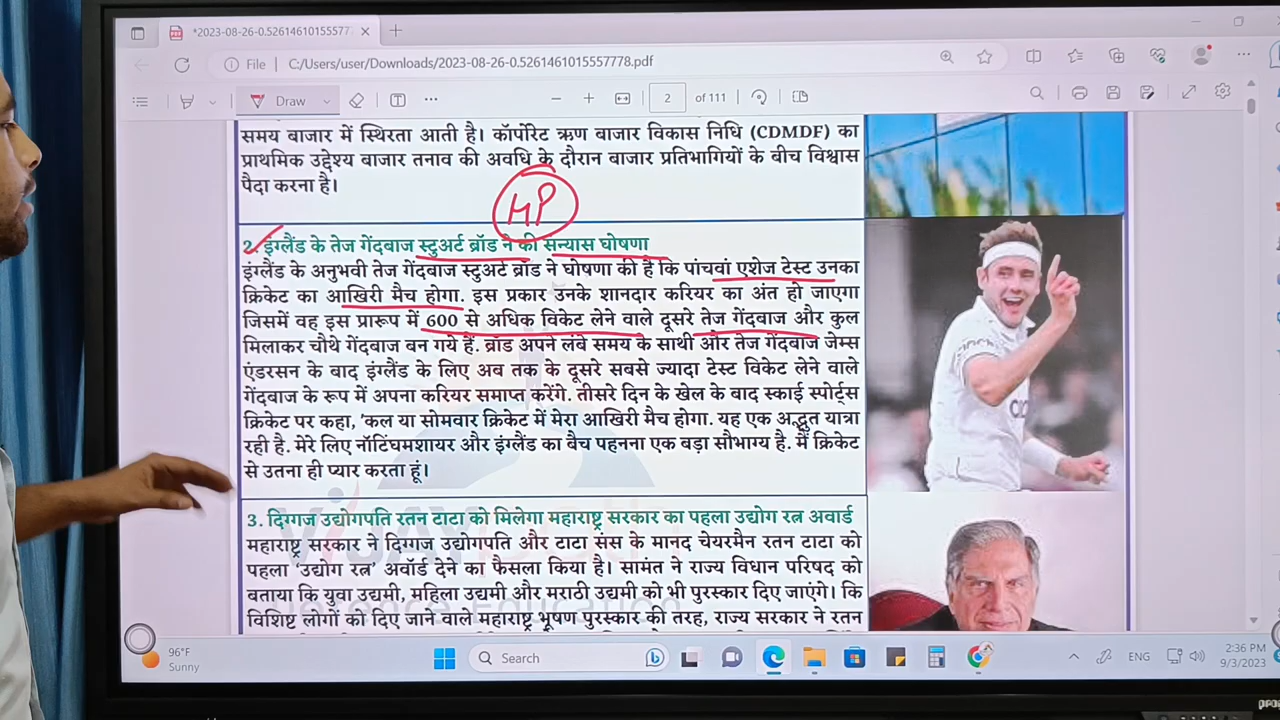 *2023-08-26-0.52614610155577
File
C:/Users/user/Downloads/2023-08-26-0.5261461015557778.pdf
Draw
2 of 111
समय बाजार में स्थिरता आती है। कॉर्पोरेट ऋण बाजार विकास निधि (CDMDF) का
प्राथमिक उद्देश्य बाजार तनाव की अवधि के दौरान बाजार प्रतिभागियों के बीच विश्वास
पैदा करना है।
MP
2. इंग्लैंड के तेज गेंदबाज स्टुअर्ट ब्रॉड ने की सन्यास घोषणा
इंग्लैंड के अनुभवी तेज गेंदबाज स्टुअर्ट ब्रॉड ने घोषणा की है कि पांचवां एशेज टेस्ट उनका
क्रिकेट का आखिरी मैच होगा. इस प्रकार उनके शानदार करियर का अंत हो जाएगा
जिसमें वह इस प्रारूप में 600 से अधिक विकेट लेने वाले दूसरे तेज गेंदबाज और कुल
मिलाकर चौथे गेंदबाज बन गये हैं. ब्रॉड अपने लंबे समय के साथी और तेज गेंदबाज जेम्स
एंडरसन के बाद इंग्लैंड के लिए अब तक के दूसरे सबसे ज्यादा टेस्ट विकेट लेने वाले
गेंदबाज के रूप में अपना करियर समाप्त करेंगे. तीसरे दिन के खेल के बाद स्काई स्पोर्ट्स
क्रिकेट पर कहा, 'कल या सोमवार क्रिकेट में मेरा आखिरी मैच होगा. यह एक अद्भुत यात्रा
रही है. मेरे लिए नॉटिंघमशायर और इंग्लैंड का बैच पहनना एक बड़ा सौभाग्य है. मैं क्रिकेट
से उतना ही प्यार करता हूं।
3. दिग्गज उद्योगपति रतन टाटा को मिलेगा महाराष्ट्र सरकार का पहला उद्योग रत्न अवार्ड
महाराष्ट्र सरकार ने दिग्गज उद्योगपति और टाटा संस के मानद चेयरमैन रतन टाटा को
पहला 'उद्योग रत्न' अवॉर्ड देने का फैसला किया है। सामंत ने राज्य विधान परिषद को
बताया कि युवा उद्यमी, महिला उद्यमी और मराठी उद्यमी को भी पुरस्कार दिए जाएंगे। कि
विशिष्ट लोगों को दिए जाने वाले महाराष्ट्र भूषण पुरस्कार की तरह, राज्य सरकार ने रतन
96°F
Sunny
Search
ENG
2:36 PM
9/3/2023